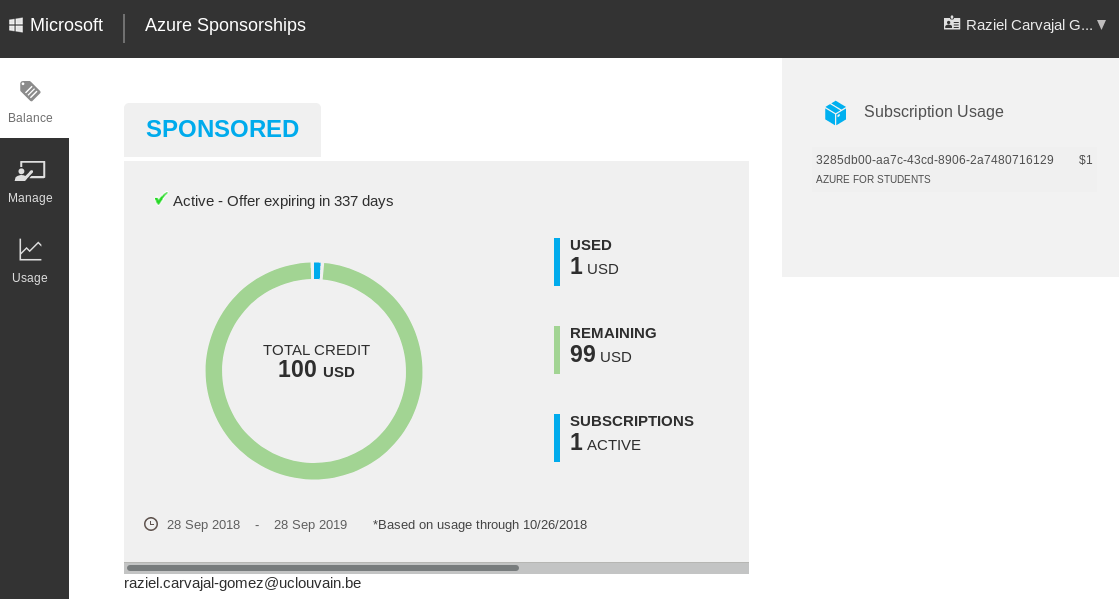 Microsoft
Azure Sponsorships
Raziel Carvajal G...
Balance
Manage
Usage
SPONSORED
Active - Offer expiring in 337 days
TOTAL CREDIT
100 USD
USED
1 USD
REMAINING
99 USD
SUBSCRIPTIONS
1 ACTIVE
28 Sep 2018 - 28 Sep 2019 *Based on usage through 10/26/2018
raziel.carvajal-gomez@uclouvain.be
Subscription Usage
3285db00-aa7c-43cd-8906-2a7480716129 $1
AZURE FOR STUDENTS